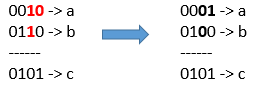 0010 -> a
0110 -> b
------
0101 -> c
0001 -> a
0100 -> b
------
0101 -> c